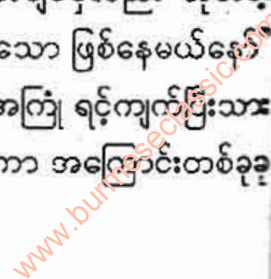 သော ဖြစ်နေမယ်နော်
အကြံ ရင့်ကျက်ပြီးသား
ကာ အကြောင်းတစ်ခုခု
www.burmeseclassic.com